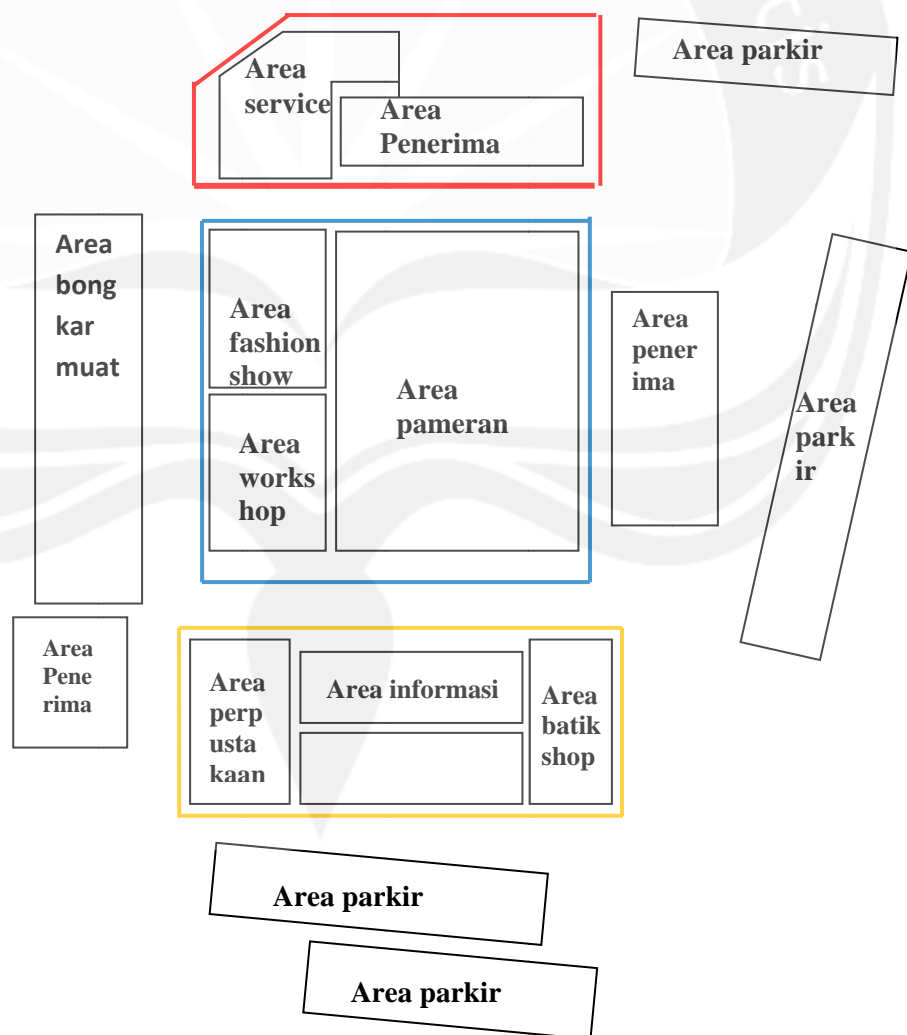 Area parkir
Area
service
Area
Penerima
Area
bong
kar
muat
Area
fashion
show
Area
pameran
Area
works
hop
Area
pener
ima
Area
park
ir
Area
Pene
rima
Area
perp
usta
kaan
Area informasi
Area
batik
shop
Area parkir
Area parkir